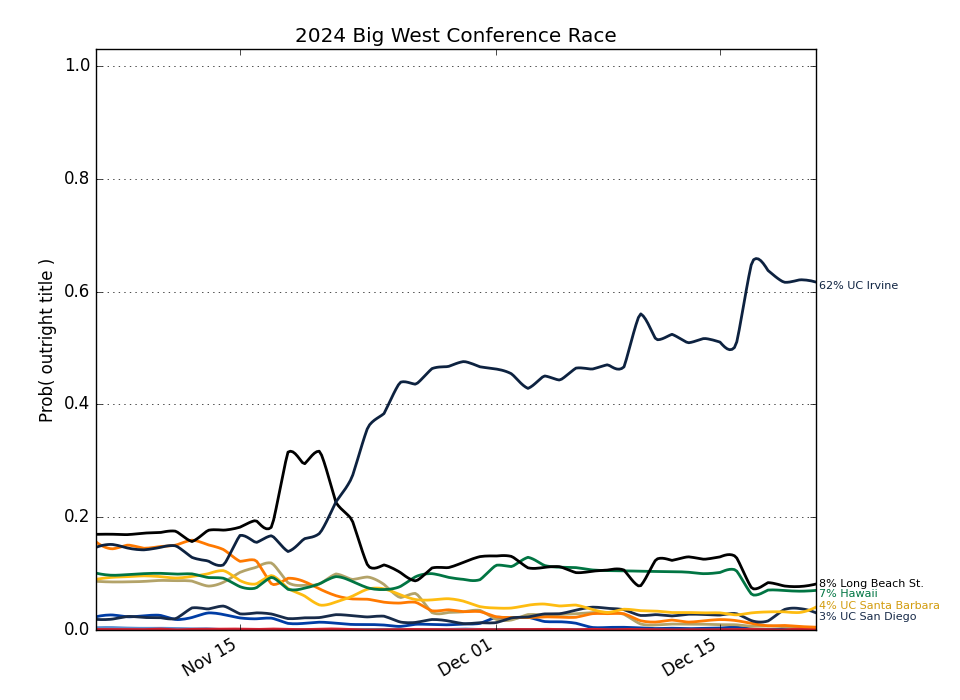 2024 Big West Conference Race
1.0
0.8
0.6
0.4
0.2
0.0
Prob( outright title )
62% UC Irvine
8% Long Beach St.
7% Hawaii
4% UC Santa Barbara
3% UC San Diego
Nov 15
Dec 01
Dec 15